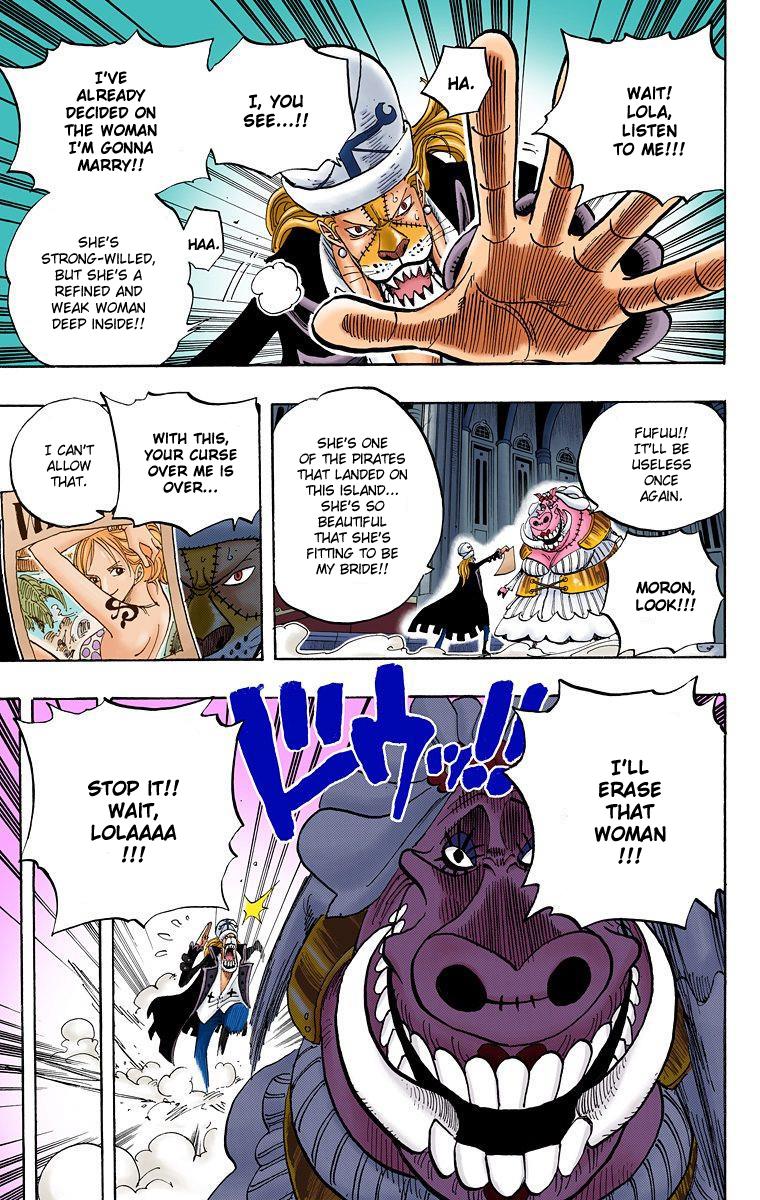 WAIT!
LOLA,
LISTEN
TO ME!!!
HA.
I, YOU
SEE...!!
I'VE
ALREADY
DECIDED ON
THE WOMAN
I'M GONNA
MARRY!!
HAA.
SHE'S
STRONG-WILLED,
BUT SHE'S A
REFINED AND
WEAK WOMAN
DEEP INSIDE!!
FUFUU!!
IT'LL BE
USELESS
ONCE
AGAIN.
MORON,
LOOK!!!
SHE'S ONE
OF THE PIRATES
THAT LANDED ON
THIS ISLAND...
SHE'S SO
BEAUTIFUL
THAT SHE'S
FITTING TO BE
MY BRIDE!!
WITH THIS,
YOUR CURSE
OVER ME IS
OVER...
I CAN'T
ALLOW
THAT.
I'LL
ERASE
THAT
WOMAN
!!!
ドドウッ!!
STOP IT!!
WAIT,
LOLAAAA
!!!